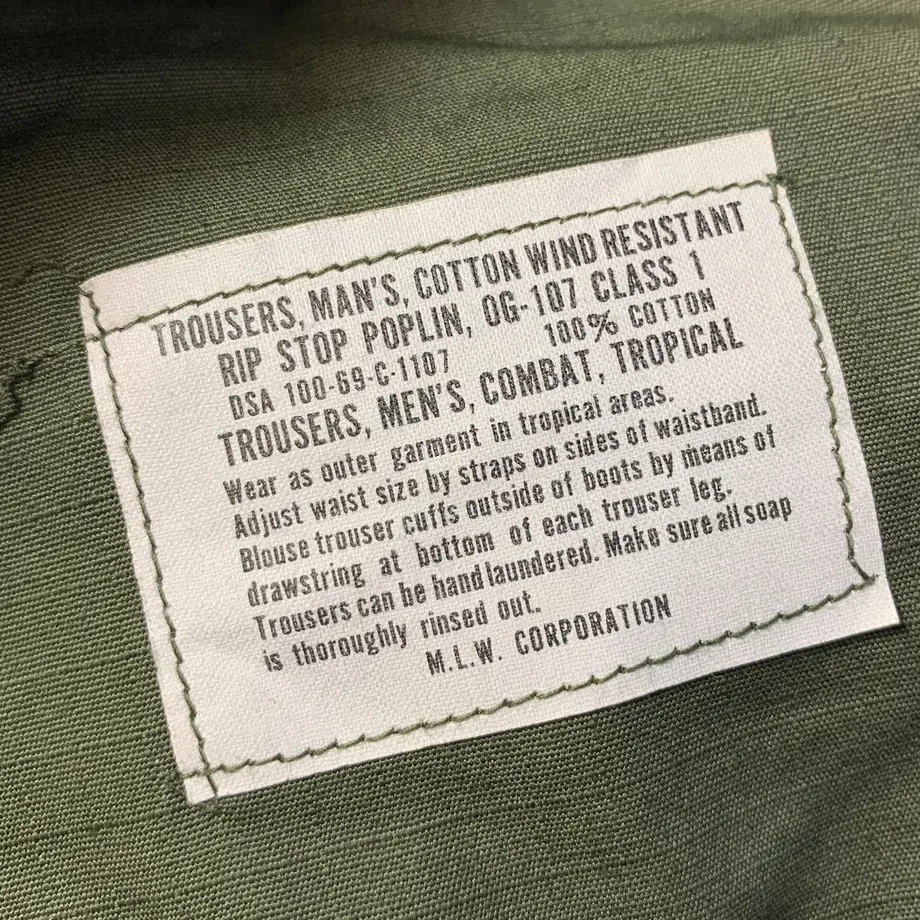 TROUSERS, MAN'S, COTTON WIND RESISTANT
RIP STOP POPLIN, OG-107 CLASS 1
DSA 100-69-C-1107 100% COTTON
TROUSERS, MEN'S, COMBAT, TROPICAL
Wear as outer garment in tropical areas.
Adjust waist size by straps on sides of waistband.
Blouse trouser cuffs outside of boots by means of
drawstring at bottom of each trouser leg.
Trousers can be hand laundered. Make sure all soap
is thoroughly rinsed out.
M.L.W. CORPORATION